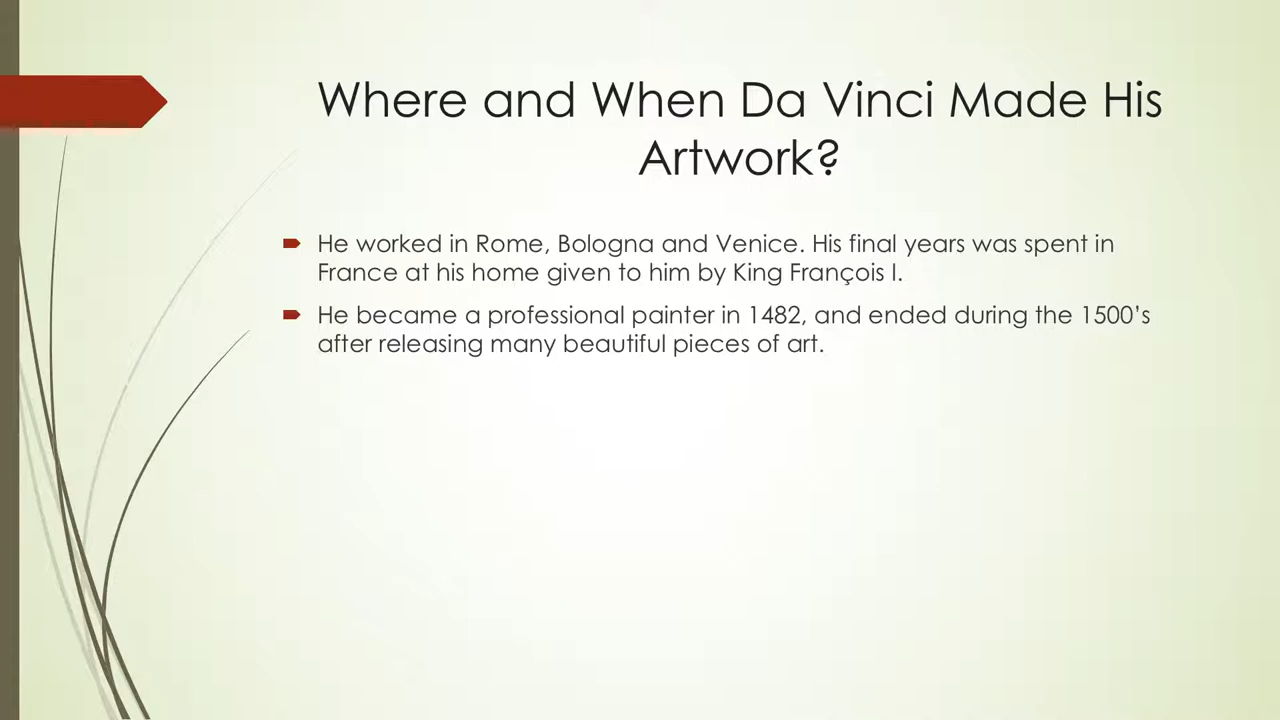 Where and When Da Vinci Made His
Artwork?
He worked in Rome, Bologna and Venice. His final years was spent in
France at his home given to him by King François I.
He became a professional painter in 1482, and ended during the 1500’s
after releasing many beautiful pieces of art.